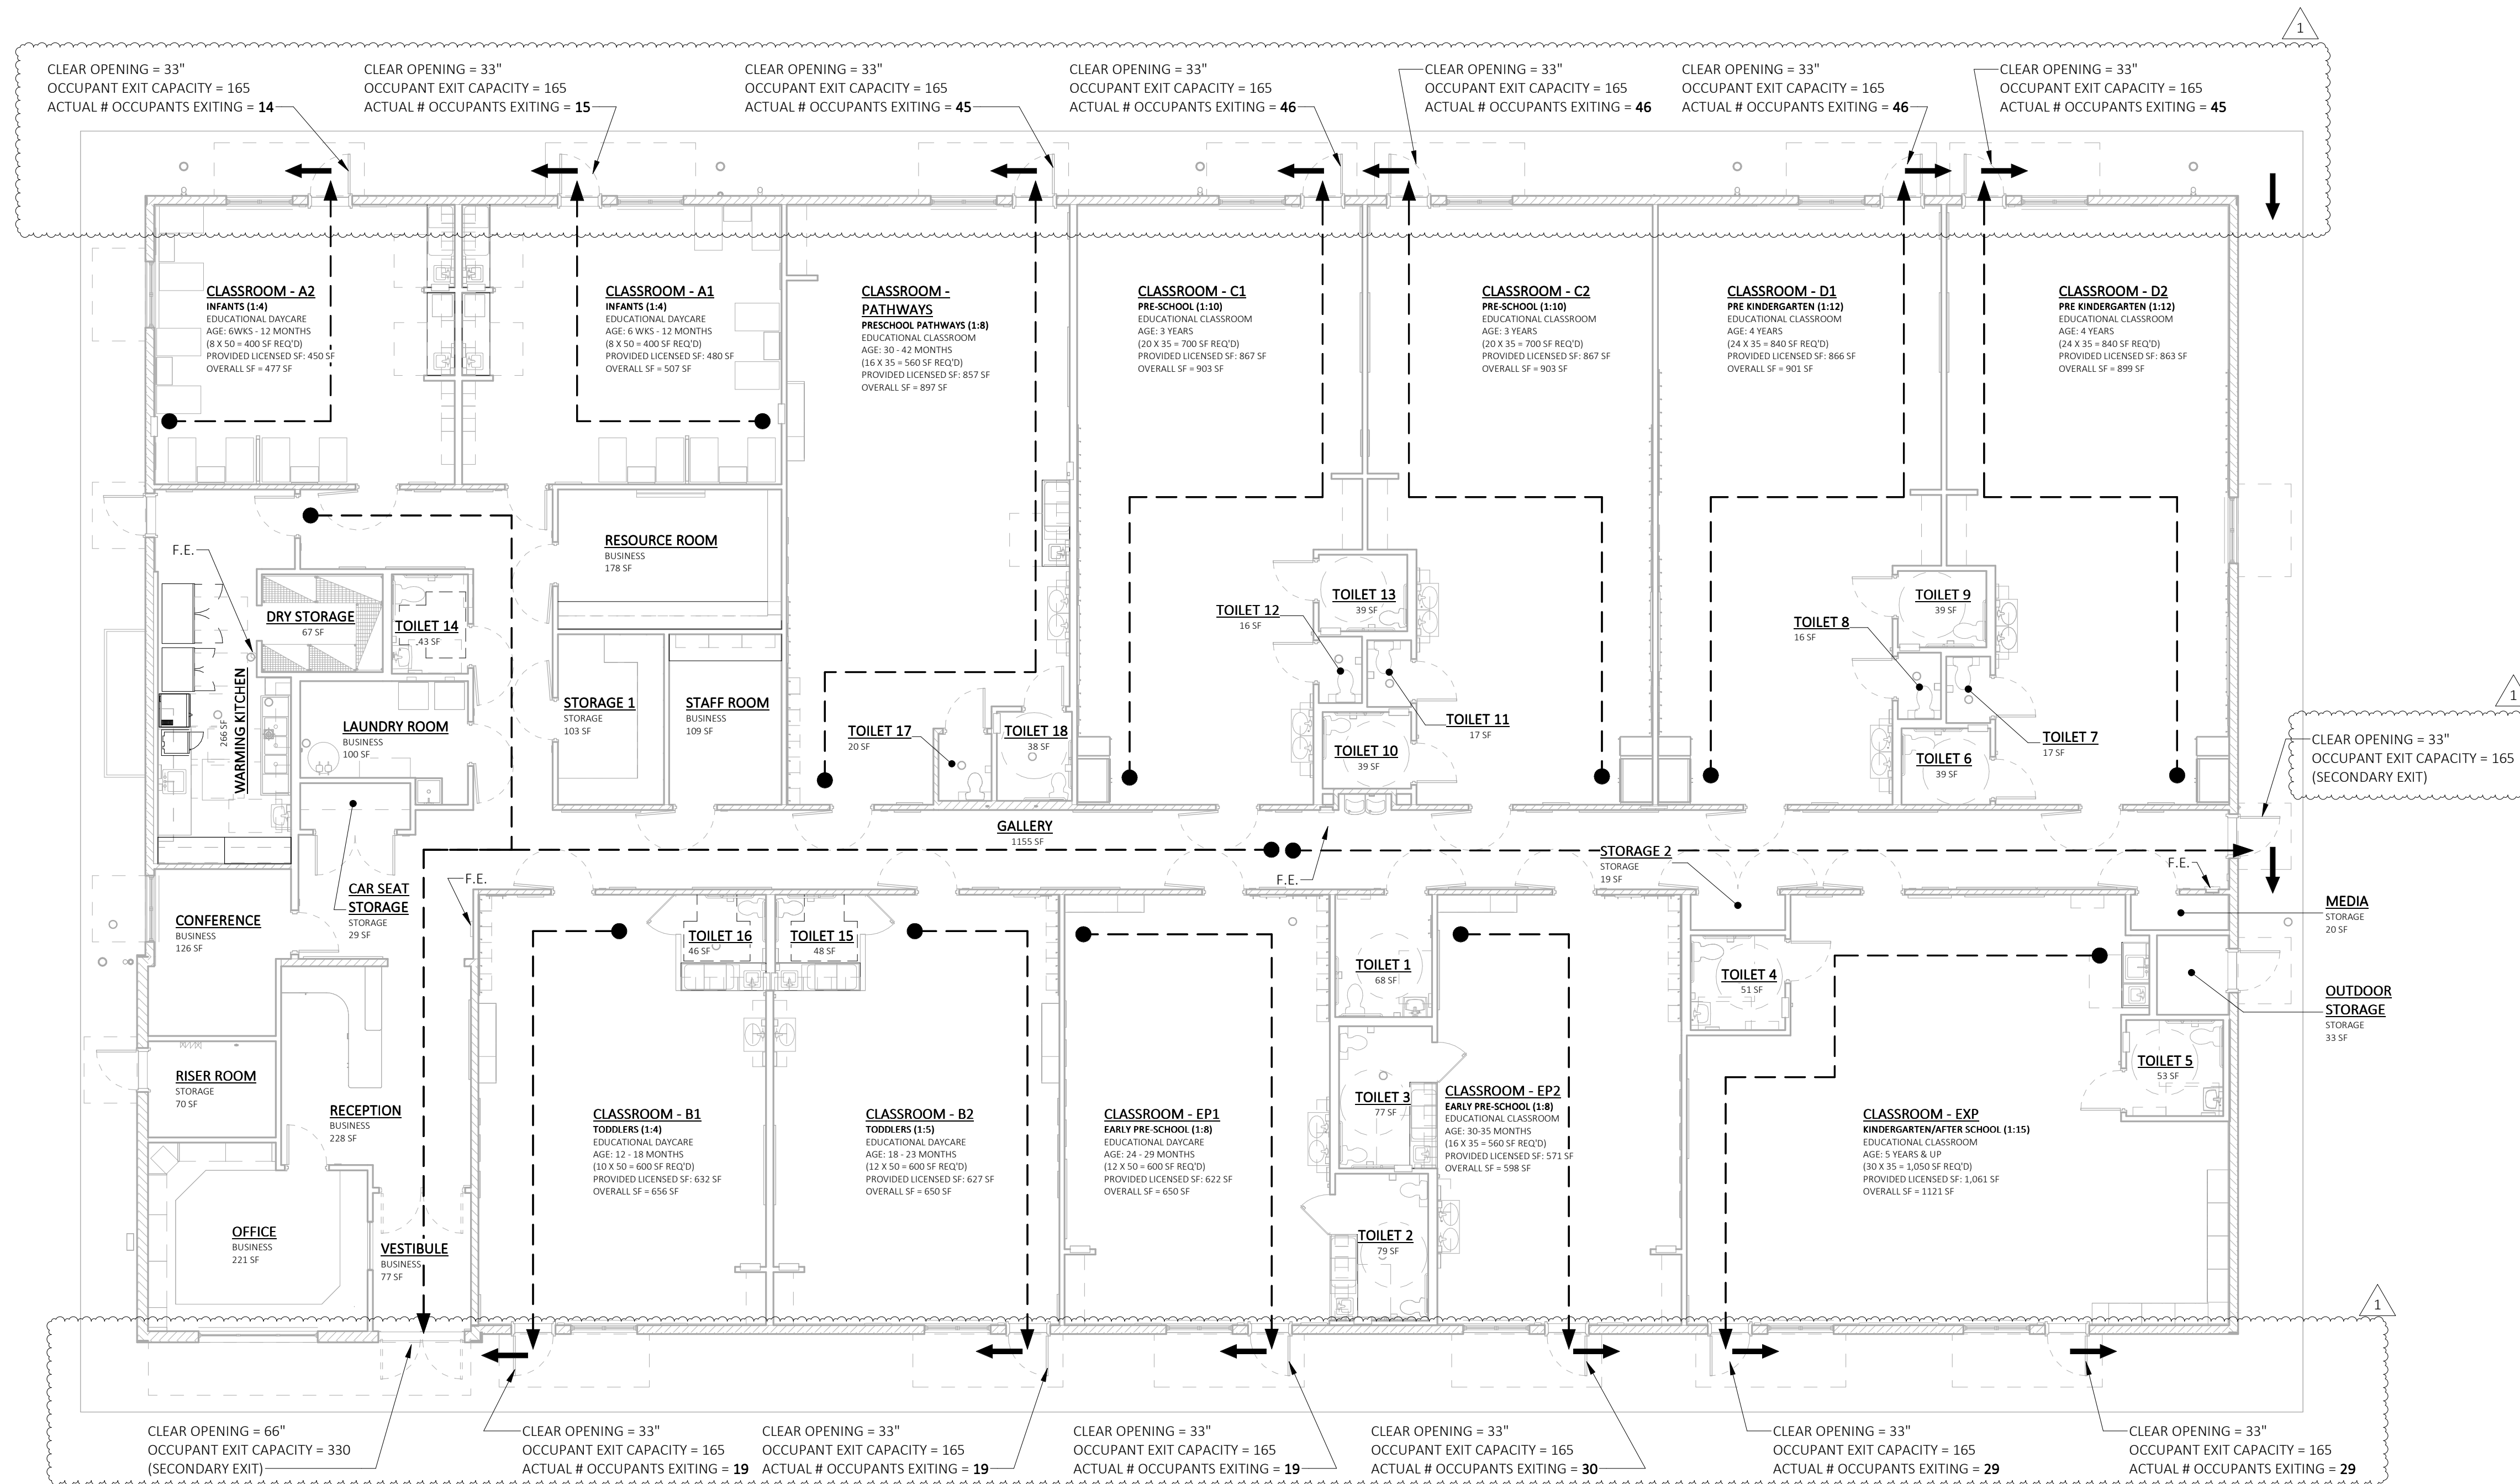 1
CLEAR OPENING = 33"
OCCUPANT EXIT CAPACITY = 165
ACTUAL # OCCUPANTS EXITING = 14
CLEAR OPENING = 33"
OCCUPANT EXIT CAPACITY = 165
ACTUAL # OCCUPANTS EXITING = 15
CLEAR OPENING = 33"
OCCUPANT EXIT CAPACITY = 165
ACTUAL # OCCUPANTS EXITING = 45
CLEAR OPENING = 33"
OCCUPANT EXIT CAPACITY = 165
ACTUAL # OCCUPANTS EXITING = 46
CLEAR OPENING = 33"
OCCUPANT EXIT CAPACITY = 165
ACTUAL # OCCUPANTS EXITING = 46
CLEAR OPENING = 33"
OCCUPANT EXIT CAPACITY = 165
ACTUAL # OCCUPANTS EXITING = 46
CLEAR OPENING = 33"
OCCUPANT EXIT CAPACITY = 165
ACTUAL # OCCUPANTS EXITING = 45
CLASSROOM - A2
INFANTS (1:4)
EDUCATIONAL DAYCARE
AGE: 6WKS - 12 MONTHS
(8 X 50 = 400 SF REQ'D)
PROVIDED LICENSED SF: 450 SF
OVERALL SF = 477 SF
CLASSROOM - A1
INFANTS (1:4)
EDUCATIONAL DAYCARE
AGE: 6 WKS - 12 MONTHS
(8 X 50 = 400 SF REQ'D)
PROVIDED LICENSED SF: 480 SF
OVERALL SF = 507 SF
CLASSROOM -
PATHWAYS
PRESCHOOL PATHWAYS (1:8)
EDUCATIONAL CLASSROOM
AGE: 30 - 42 MONTHS
(16 X 35 = 560 SF REQ'D)
PROVIDED LICENSED SF: 857 SF
OVERALL SF = 897 SF
CLASSROOM - C1
PRE-SCHOOL (1:10)
EDUCATIONAL CLASSROOM
AGE: 3 YEARS
(20 X 35 = 700 SF REQ'D)
PROVIDED LICENSED SF: 867 SF
OVERALL SF = 903 SF
CLASSROOM - C2
PRE-SCHOOL (1:10)
EDUCATIONAL CLASSROOM
AGE: 3 YEARS
(20 X 35 = 700 SF REQ'D)
PROVIDED LICENSED SF: 867 SF
OVERALL SF = 903 SF
CLASSROOM - D1
PRE KINDERGARTEN (1:12)
EDUCATIONAL CLASSROOM
AGE: 4 YEARS
(24 X 35 = 840 SF REQ'D)
PROVIDED LICENSED SF: 866 SF
OVERALL SF = 901 SF
CLASSROOM - D2
PRE KINDERGARTEN (1:12)
EDUCATIONAL CLASSROOM
AGE: 4 YEARS
(24 X 35 = 840 SF REQ'D)
PROVIDED LICENSED SF: 863 SF
OVERALL SF = 899 SF
F.E.
RESOURCE ROOM
BUSINESS
178 SF
DRY STORAGE
67 SF
TOILET 14
43 SF
WARMING KITCHEN
266 SF
LAUNDRY ROOM
BUSINESS
100 SF
STORAGE 1
STORAGE
103 SF
STAFF ROOM
BUSINESS
109 SF
TOILET 17
20 SF
TOILET 18
38 SF
TOILET 12
16 SF
TOILET 13
39 SF
TOILET 11
17 SF
TOILET 10
39 SF
TOILET 8
16 SF
TOILET 9
39 SF
TOILET 7
17 SF
TOILET 6
39 SF
1
CLEAR OPENING = 33"
OCCUPANT EXIT CAPACITY = 165
(SECONDARY EXIT)
GALLERY
1155 SF
F.E.
F.E.
STORAGE 2
STORAGE
19 SF
F.E.
CAR SEAT
STORAGE
STORAGE
29 SF
CONFERENCE
BUSINESS
126 SF
MEDIA
STORAGE
20 SF
OUTDOOR
STORAGE
STORAGE
33 SF
TOILET 16
46 SF
TOILET 15
48 SF
TOILET 1
68 SF
TOILET 4
51 SF
TOILET 5
53 SF
RISER ROOM
STORAGE
70 SF
RECEPTION
BUSINESS
228 SF
TOILET 3
77 SF
TOILET 2
79 SF
CLASSROOM - B1
TODDLERS (1:4)
EDUCATIONAL DAYCARE
AGE: 12 - 18 MONTHS
(10 X 50 = 600 SF REQ'D)
PROVIDED LICENSED SF: 632 SF
OVERALL SF = 656 SF
CLASSROOM - B2
TODDLERS (1:5)
EDUCATIONAL DAYCARE
AGE: 18 - 23 MONTHS
(12 X 50 = 600 SF REQ'D)
PROVIDED LICENSED SF: 627 SF
OVERALL SF = 650 SF
CLASSROOM - EP1
EARLY PRE-SCHOOL (1:8)
EDUCATIONAL DAYCARE
AGE: 24 - 29 MONTHS
(12 X 50 = 600 SF REQ'D)
PROVIDED LICENSED SF: 622 SF
OVERALL SF = 650 SF
CLASSROOM - EP2
EARLY PRE-SCHOOL (1:8)
EDUCATIONAL CLASSROOM
AGE: 30-35 MONTHS
(16 X 35 = 560 SF REQ'D)
PROVIDED LICENSED SF: 571 SF
OVERALL SF = 598 SF
CLASSROOM - EXP
KINDERGARTEN/AFTER SCHOOL (1:15)
EDUCATIONAL CLASSROOM
AGE: 5 YEARS & UP
(30 X 35 = 1,050 SF REQ'D)
PROVIDED LICENSED SF: 1,061 SF
OVERALL SF = 1121 SF
OFFICE
BUSINESS
221 SF
VESTIBULE
BUSINESS
77 SF
1
CLEAR OPENING = 66"
OCCUPANT EXIT CAPACITY = 330
(SECONDARY EXIT)
CLEAR OPENING = 33"
OCCUPANT EXIT CAPACITY = 165
ACTUAL # OCCUPANTS EXITING = 19
CLEAR OPENING = 33"
OCCUPANT EXIT CAPACITY = 165
ACTUAL # OCCUPANTS EXITING = 19
CLEAR OPENING = 33"
OCCUPANT EXIT CAPACITY = 165
ACTUAL # OCCUPANTS EXITING = 19
CLEAR OPENING = 33"
OCCUPANT EXIT CAPACITY = 165
ACTUAL # OCCUPANTS EXITING = 30
CLEAR OPENING = 33"
OCCUPANT EXIT CAPACITY = 165
ACTUAL # OCCUPANTS EXITING = 29
CLEAR OPENING = 33"
OCCUPANT EXIT CAPACITY = 165
ACTUAL # OCCUPANTS EXITING = 29